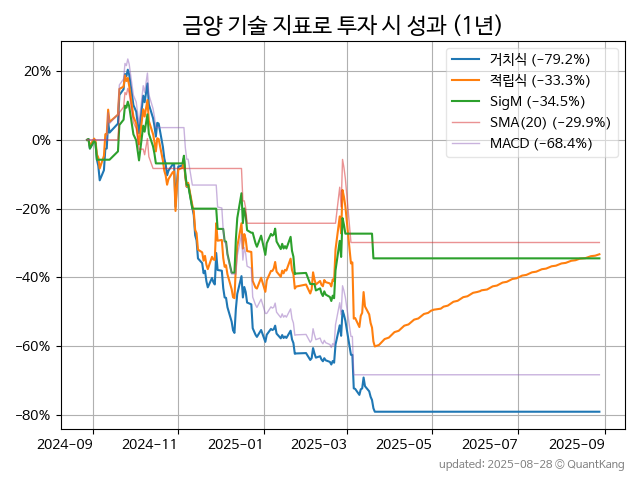 금양 기술 지표로 투자 시 성과 (1년)
거치식 (−79.2%)
적립식 (−33.3%)
SigM (−34.5%)
SMA(20) (−29.9%)
MACD (−68.4%)
20%
0%
−20%
−40%
−60%
−80%
2024-09 2024-11 2025-01 2025-03 2025-05 2025-07 2025-09
updated: 2025-08-28 © QuantKang